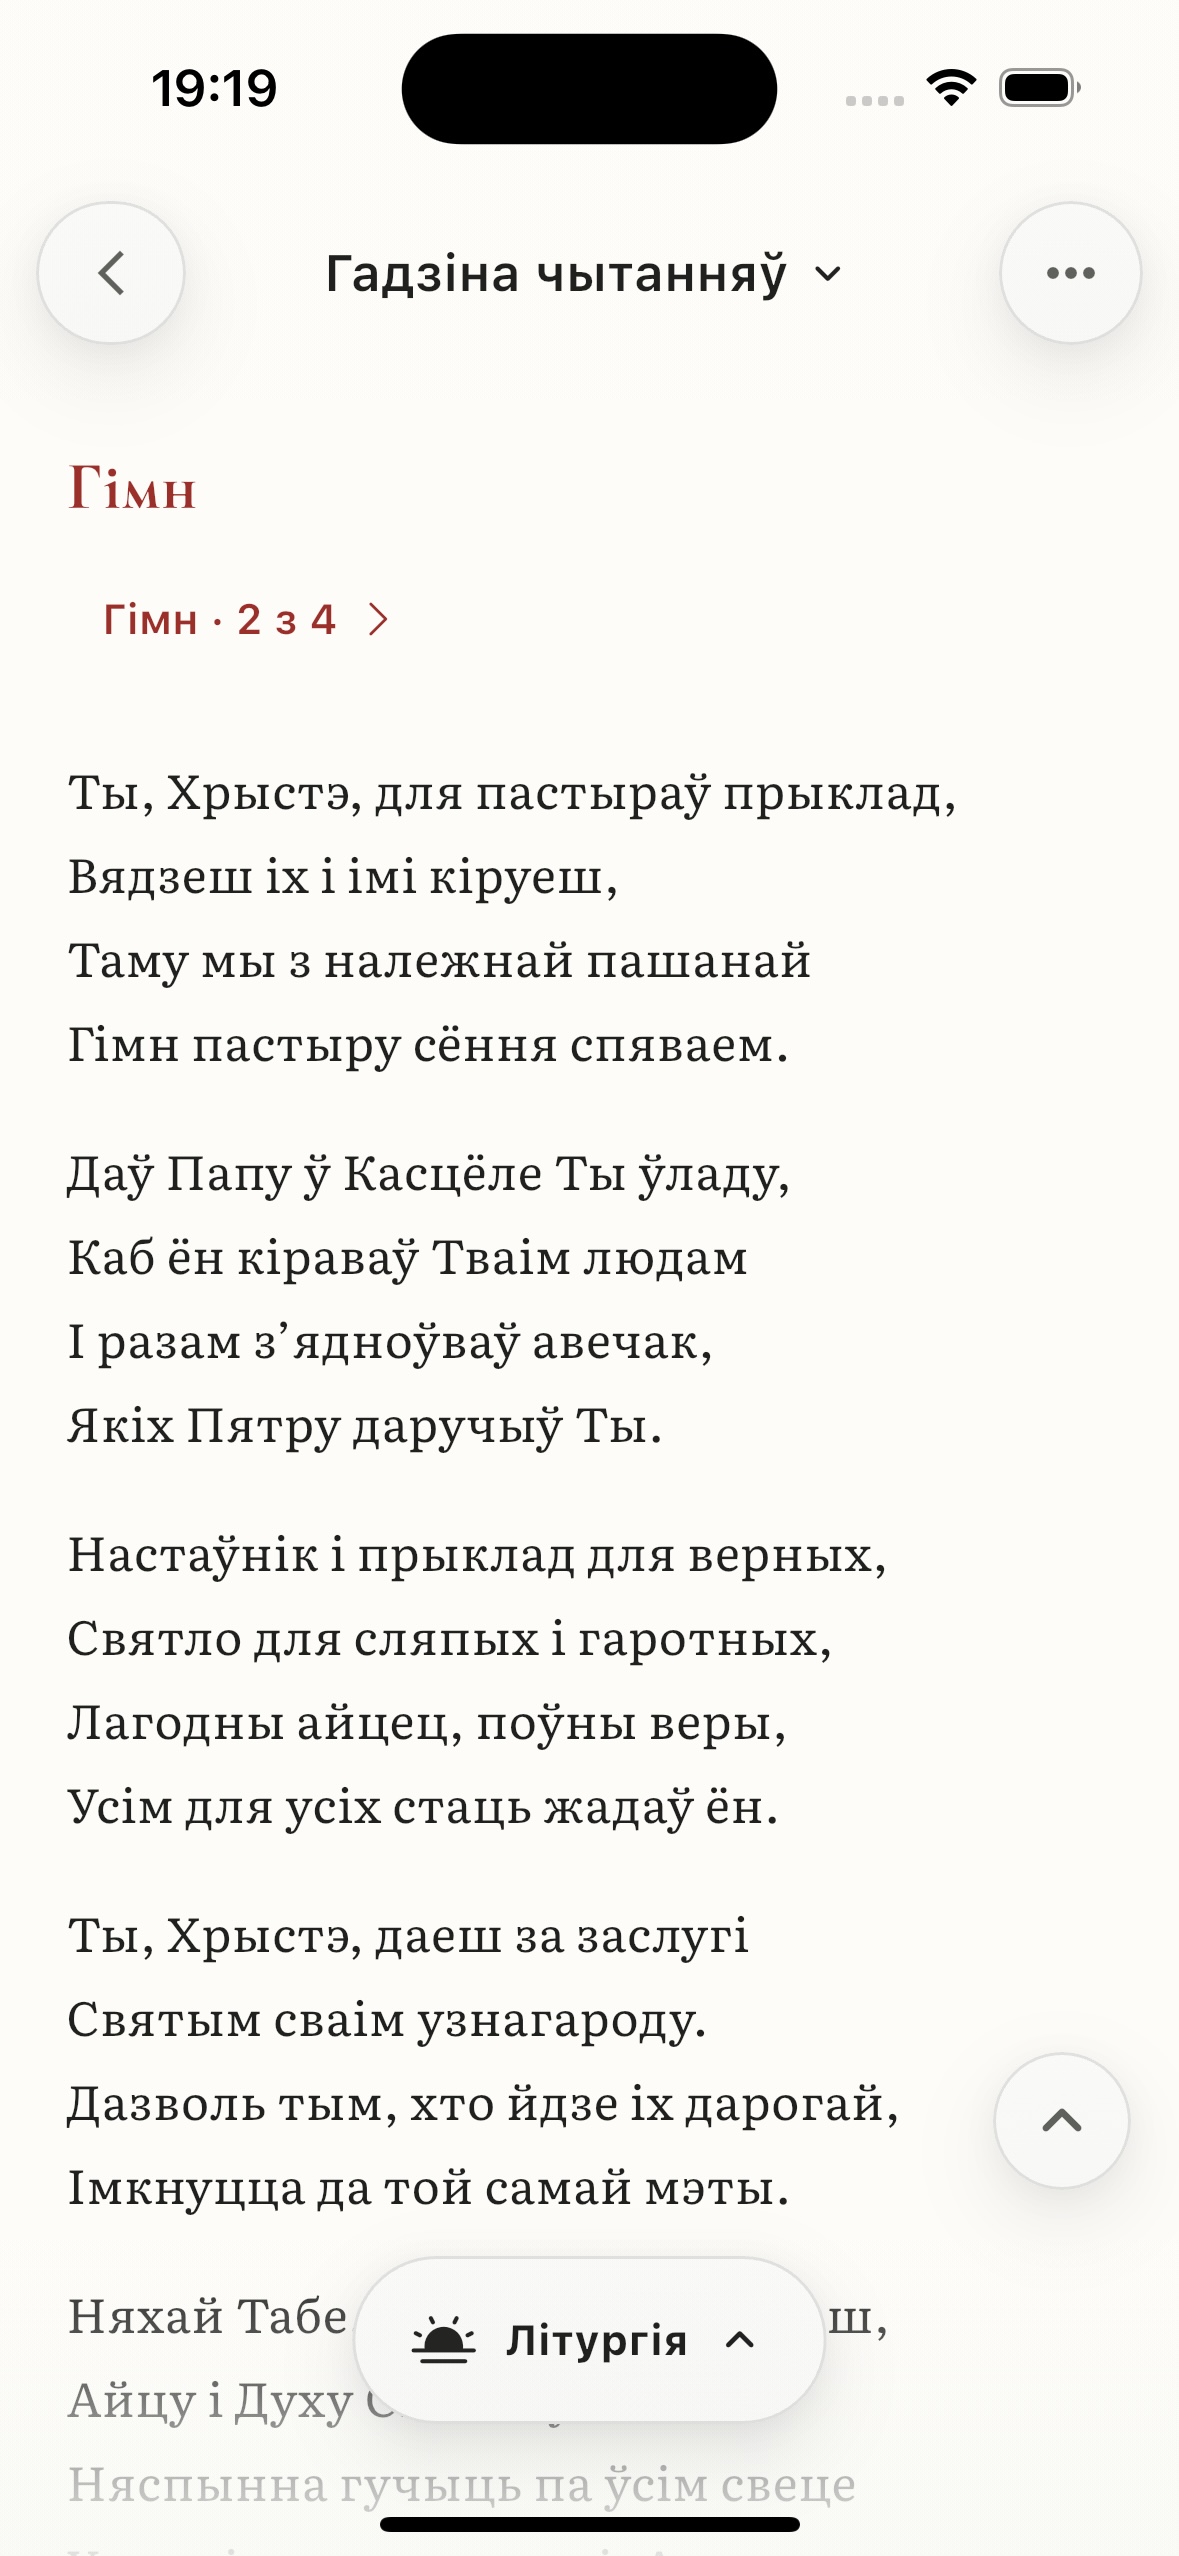 19:19
Гадзіна чытанняў
Гімн
Гімн · 2 з 4
Ты, Хрыстэ, для пастыраў прыклад,
Вядзеш іх і імі кіруеш,
Таму мы з належнай пашанай
Гімн пастыру сёння спяваем.
Даў Папу ў Касцёле Ты ўладу,
Каб ён кіраваў Тваім людам
І разам з’ядноўваў авечак,
Якіх Пятру даручыў Ты.
Настаўнік і прыклад для верных,
Святло для сляпых і гаротных,
Лагодны айцец, поўны веры,
Усім для усіх стаць жадаў ён.
Ты, Хрыстэ, даеш за заслугі
Святым сваім узнагароду.
Дазволь тым, хто йдзе іх дарогай,
Імкнуцца да той самай мэты.
Няхай
Літургія
Айцу і Духу
Няспынна гучыць па ўсім свеце